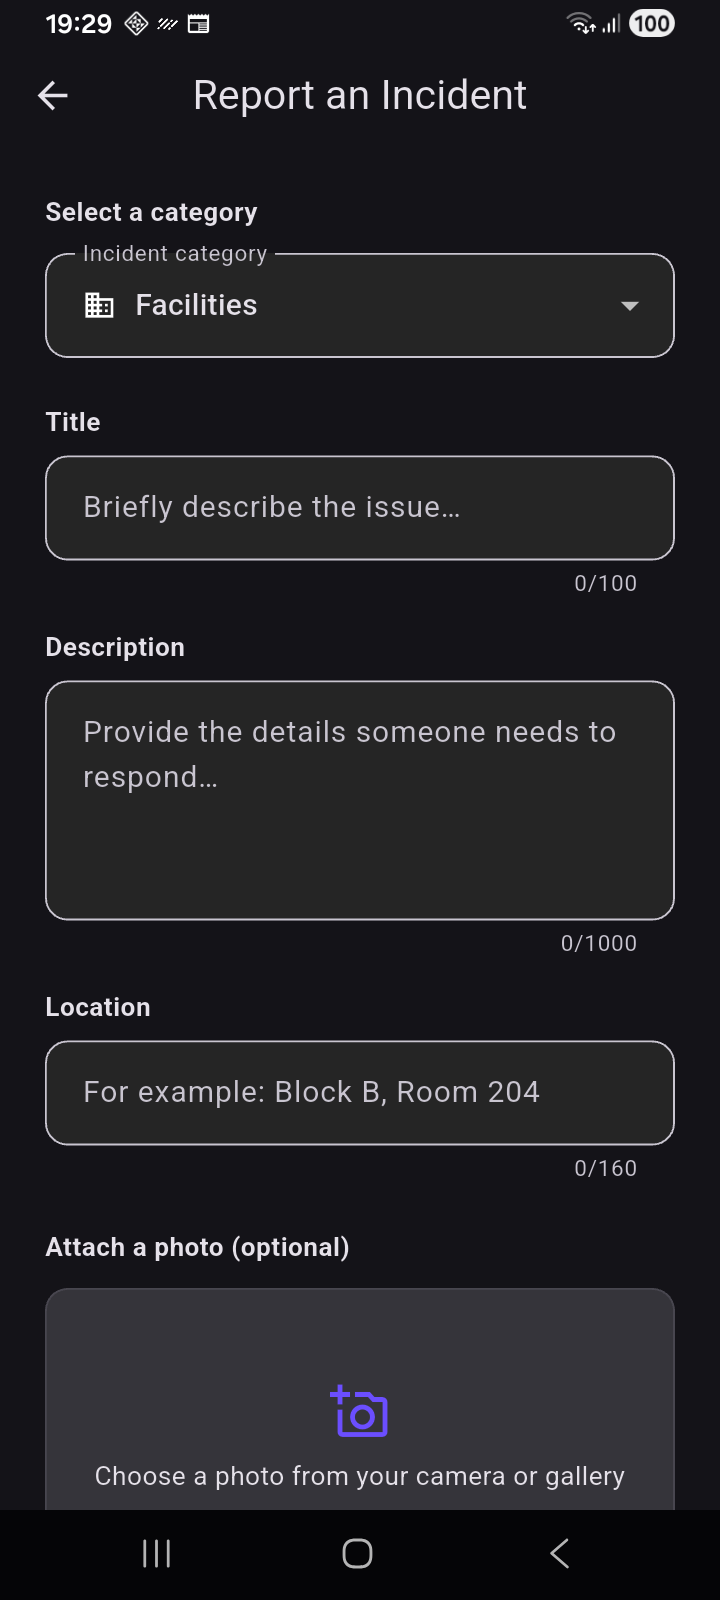 19:29
100
Report an Incident
Select a category
Incident category
Facilities
Title
Briefly describe the issue…
0/100
Description
Provide the details someone needs to
respond…
0/1000
Location
For example: Block B, Room 204
0/160
Attach a photo (optional)
Choose a photo from your camera or gallery